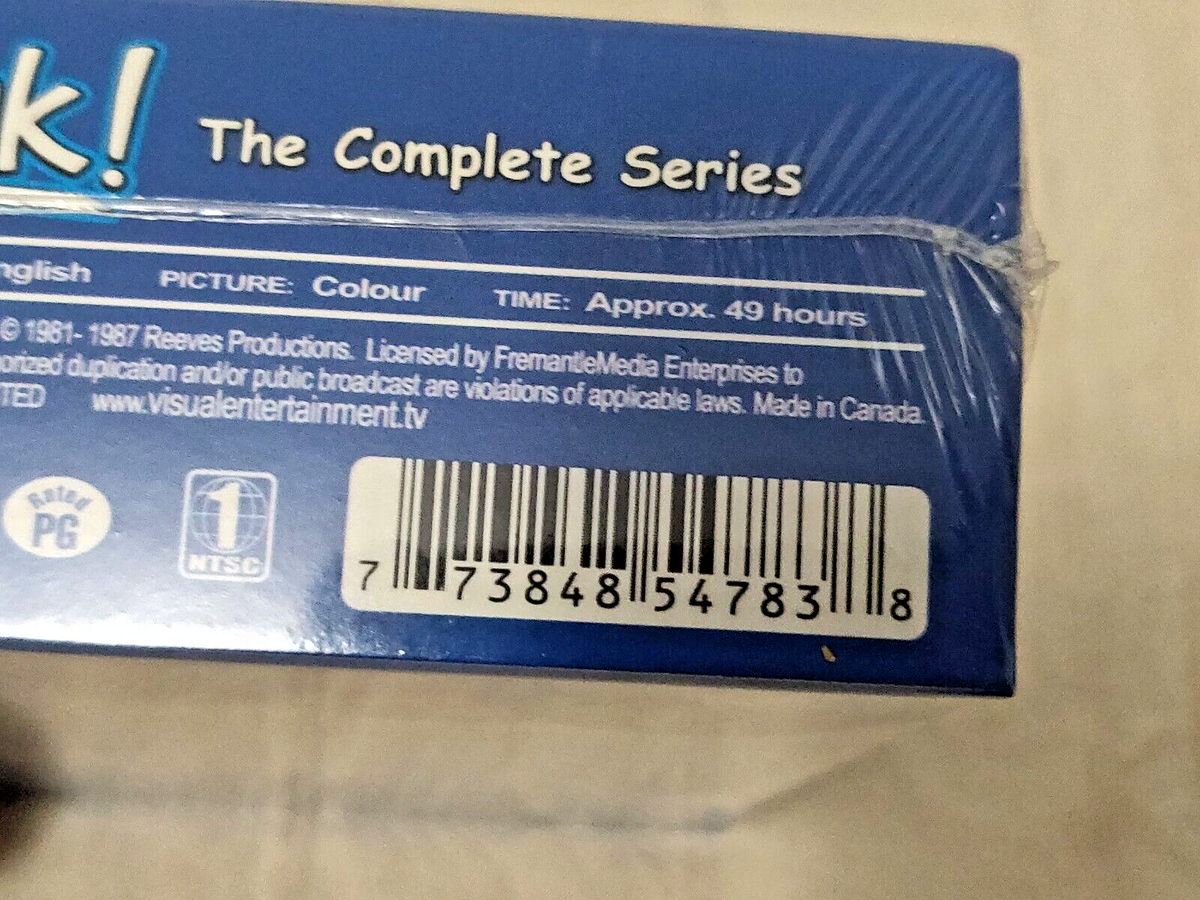 k! The Complete Series
nglish PICTURE: Colour TIME: Approx. 49 hours
© 1981- 1987 Reeves Productions. Licensed by FremantleMedia Enterprises to
orized duplication and/or public broadcast are violations of applicable laws. Made in Canada.
TED www.visualentertainment.tv
Rated
PG
1
NTSC
7 73848 54783 8